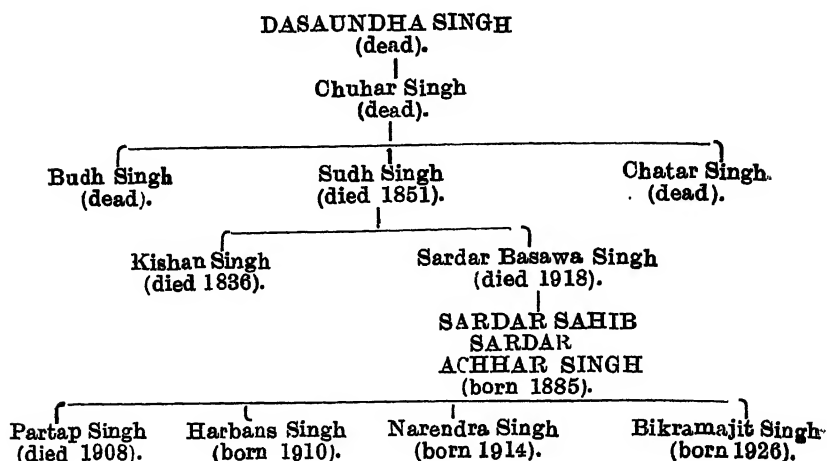 DASAUNDHA SINGH
(dead).
Chuhar Singh
(dead).
Budh Singh Sudh Singh Chatar Singh.
(dead). (died 1851). (dead).
Kishan Singh Sardar Basawa Singh
(died 1836). (died 1918).
SARDAR SAHIB
SARDAR
ACHHAR SINGH
(born 1885).
Partap Singh Harbans Singh Narendra Singh Bikramajit Singh
(died 1908). (born 1910). (born 1914). (born 1926).